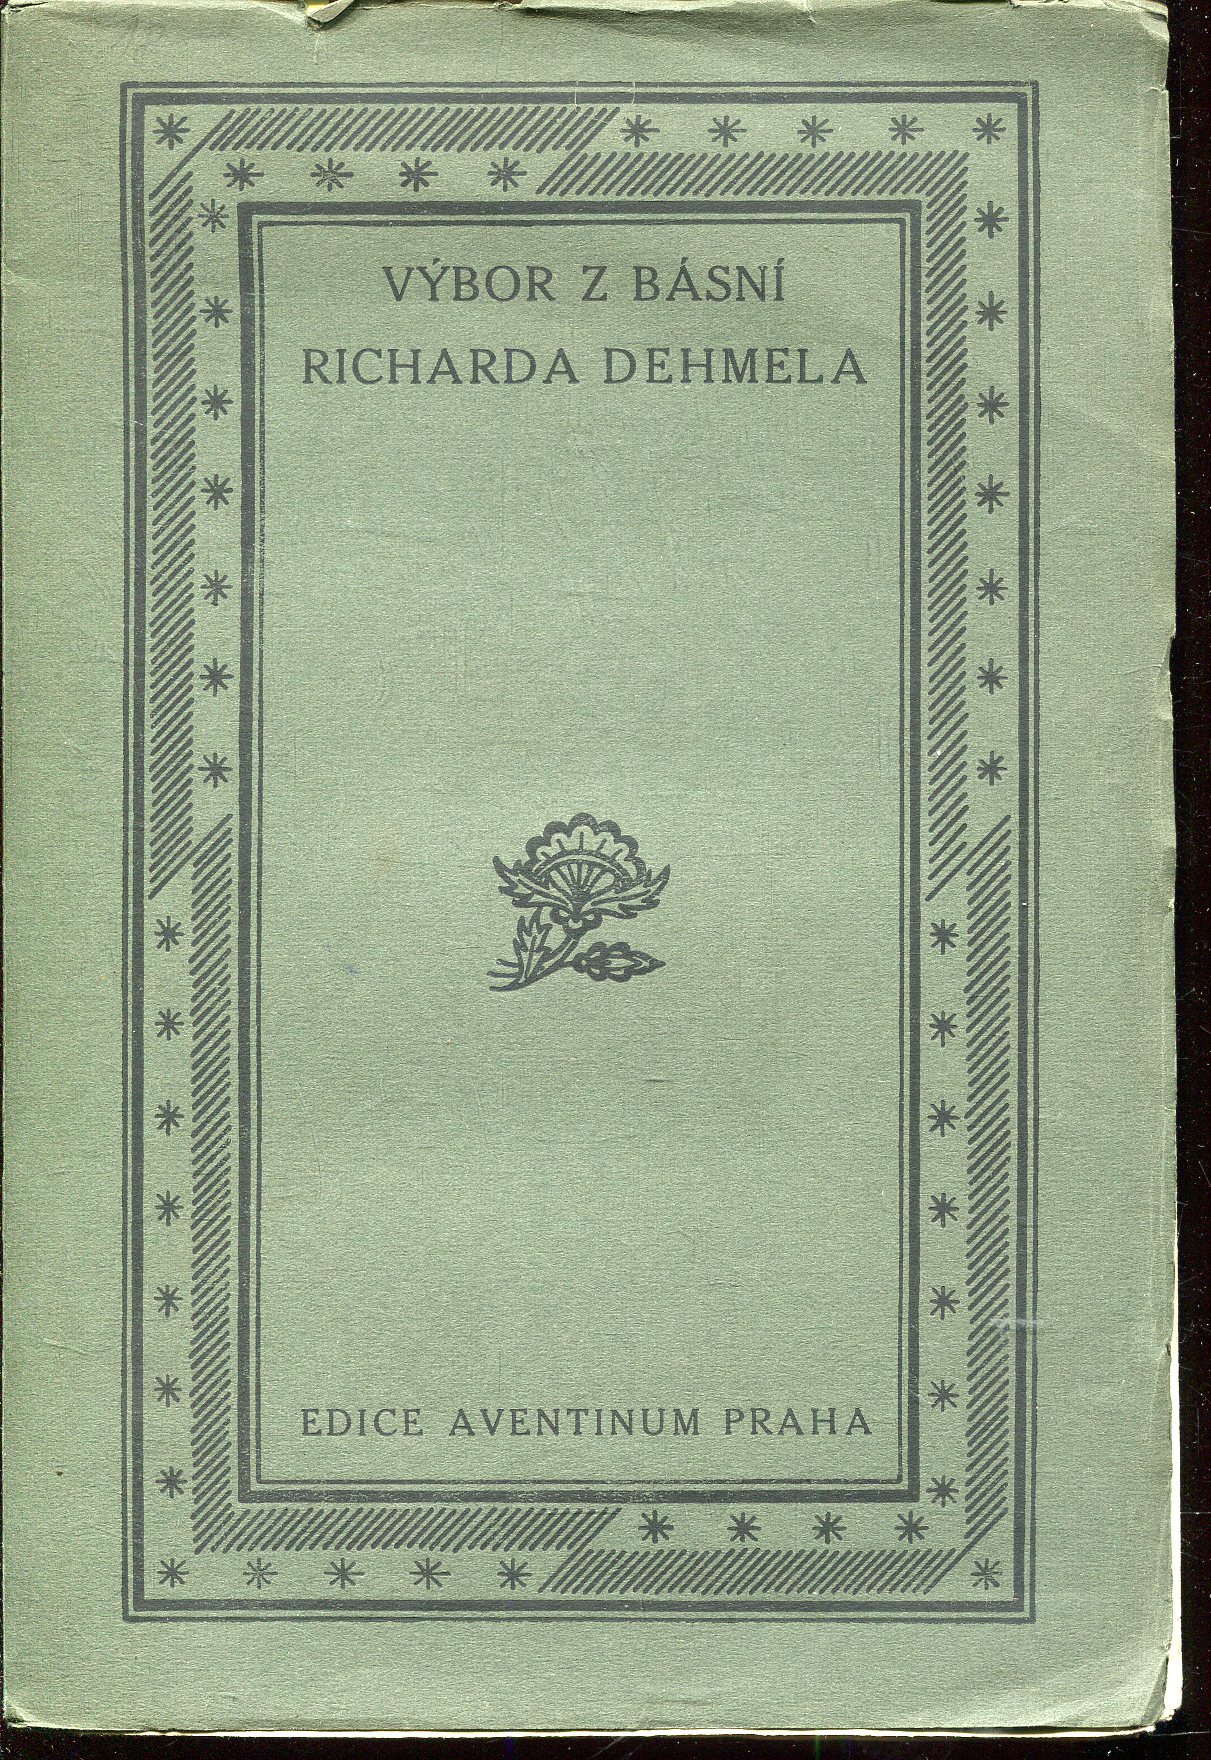 VÝBOR Z BÁSNÍ
RICHARDA DEHMELA
EDICE AVENTINUM PRAHA